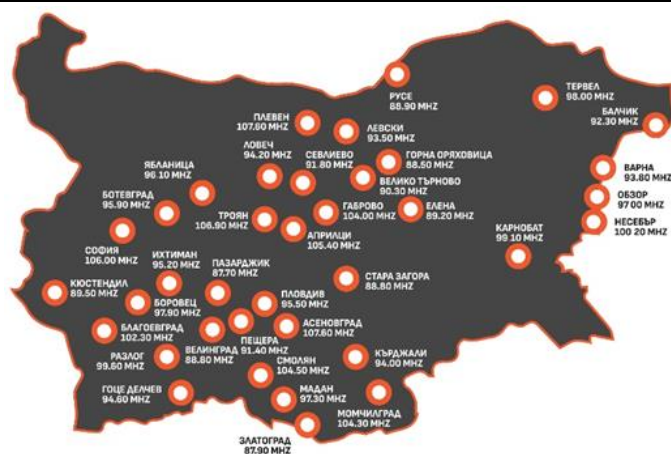 РУСЕ
88.90 MHZ
ТЕРВЕЛ
98.00 MHZ
БАЛЧИК
92.30 MHZ
ПЛЕВЕН
107.60 MHZ
ЛЕВСКИ
93.50 MHZ
ЛОВЕЧ
94.20 MHZ
СЕВЛИЕВО
91.80 MHZ
ГОРНА ОРЯХОВИЦА
88.50 MHZ
ВАРНА
93.80 MHZ
ЯБЛАНИЦА
96.10 MHZ
ВЕЛИКО ТЪРНОВО
90.30 MHZ
ОБЗОР
97 00 MHZ
БОТЕВГРАД
95.90 MHZ
ТРОЯН
106.90 MHZ
ГАБРОВО
104.00 MHZ
ЕЛЕНА
89.20 MHZ
НЕСЕБЪР
100 20 MHZ
АПРИЛЦИ
105.40 MHZ
КАРНОБАТ
99.10 MHZ
СОФИЯ
106.00 MHZ
ИХТИМАН
95.20 MHZ
ПАЗАРДЖИК
87.70 MHZ
СТАРА ЗАГОРА
88.80 MHZ
КЮСТЕНДИЛ
89.50 MHZ
БОРОВЕЦ
97.90 MHZ
ПЛОВДИВ
95.50 MHZ
БЛАГОЕВГРАД
102.30 MHZ
АСЕНОВГРАД
107.60 MHZ
ПЕЩЕРА
91.40 MHZ
РАЗЛОГ
99.60 MHZ
ВЕЛИНГРАД
88.80 MHZ
СМОЛЯН
104.50 MHZ
КЪРДЖАЛИ
94.00 MHZ
ГОЦЕ ДЕЛЧЕВ
94.60 MHZ
МАДАН
97.30 MHZ
МОМЧИЛГРАД
104.30 MHZ
ЗЛАТОГРАД
87.90 MHZ